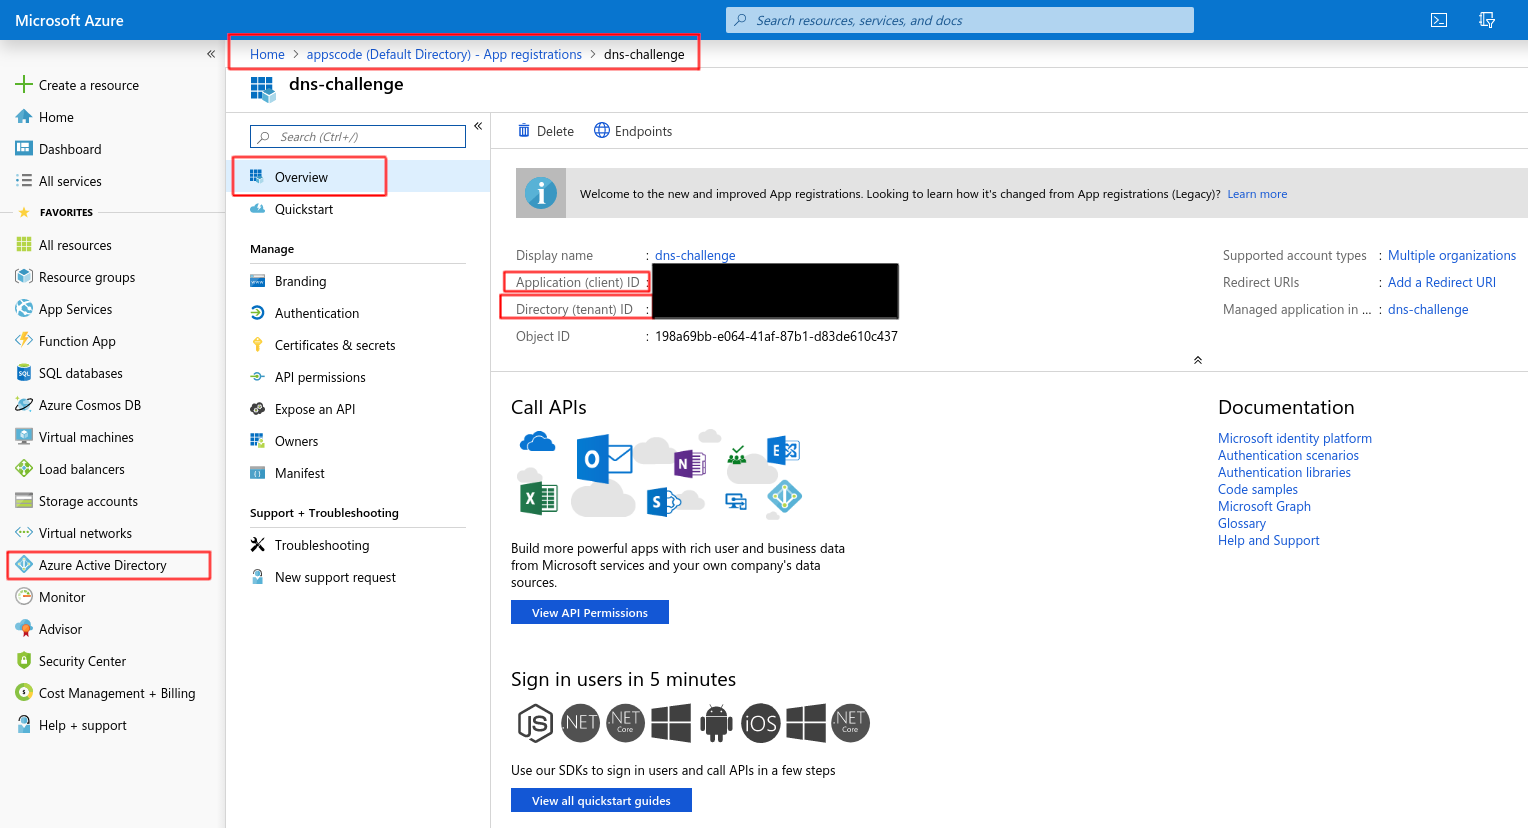 Microsoft Azure
Search resources, services, and docs
«
Home > appscode (Default Directory) - App registrations > dns-challenge
Create a resource
Home
Dashboard
All services
FAVORITES
All resources
Resource groups
App Services
Function App
SQL databases
Azure Cosmos DB
Virtual machines
Load balancers
Storage accounts
Virtual networks
Azure Active Directory
Monitor
Advisor
Security Center
Cost Management + Billing
Help + support
dns-challenge
Search (Ctrl+/)
«
Overview
Quickstart
Manage
Branding
Authentication
Certificates & secrets
API permissions
Expose an API
Owners
Manifest
Support + Troubleshooting
Troubleshooting
New support request
Delete Endpoints
Welcome to the new and improved App registrations. Looking to learn how it's changed from App registrations (Legacy)? Learn more
Display name : dns-challenge
Application (client) ID :
Directory (tenant) ID :
Object ID : 198a69bb-e064-41af-87b1-d83de610c437
Supported account types : Multiple organizations
Redirect URIs : Add a Redirect URI
Managed application in ... : dns-challenge
Call APIs
Build more powerful apps with rich user and business data
from Microsoft services and your own company's data
sources.
View API Permissions
Documentation
Microsoft identity platform
Authentication scenarios
Authentication libraries
Code samples
Microsoft Graph
Glossary
Help and Support
Sign in users in 5 minutes
JS .NET .NET Core iOS .NET Core
Use our SDKs to sign in users and call APIs in a few steps
View all quickstart guides